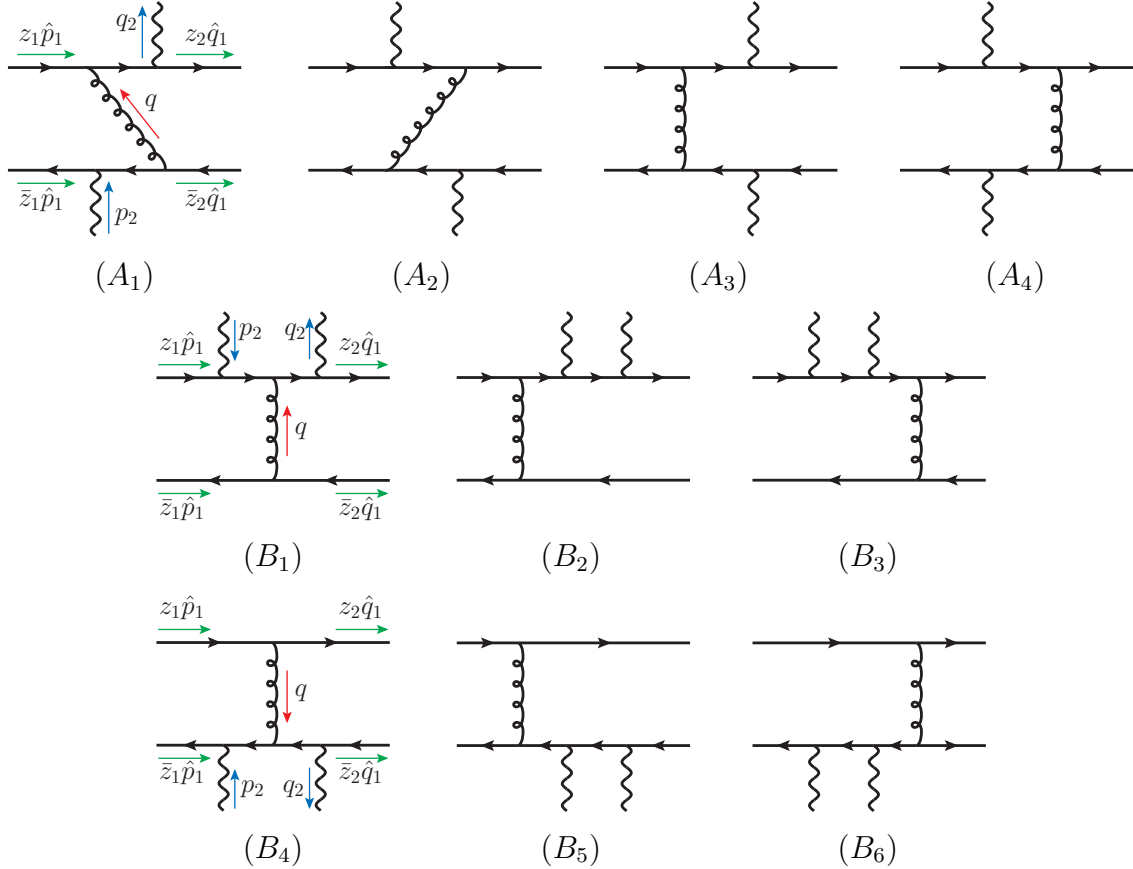 q₂
z₁p̂₁ z₂q̂₁
q
z̄₁p̂₁ p₂ z̄₂q̂₁
(A₁) (A₂) (A₃) (A₄)
z₁p̂₁ p₂ q₂ z₂q̂₁
q
z̄₁p̂₁ z̄₂q̂₁
(B₁) (B₂) (B₃)
z₁p̂₁ z₂q̂₁
q
z̄₁p̂₁ p₂ q₂ z̄₂q̂₁
(B₄) (B₅) (B₆)